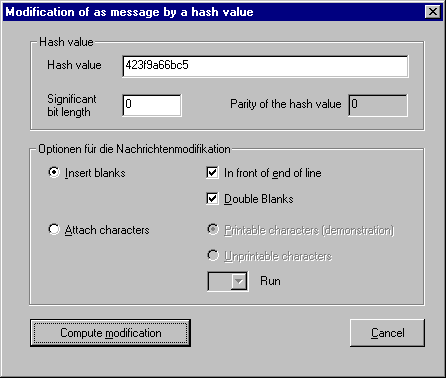 Modification of as message by a hash value
Hash value
Hash value 423f9a66bc5
Significant bit length 0 Parity of the hash value 0
Optionen für die Nachrichtenmodifikation
Insert blanks In front of end of line
Double Blanks
Attach characters Printable characters (demonstration)
Unprintable characters
Run
Compute modification Cancel